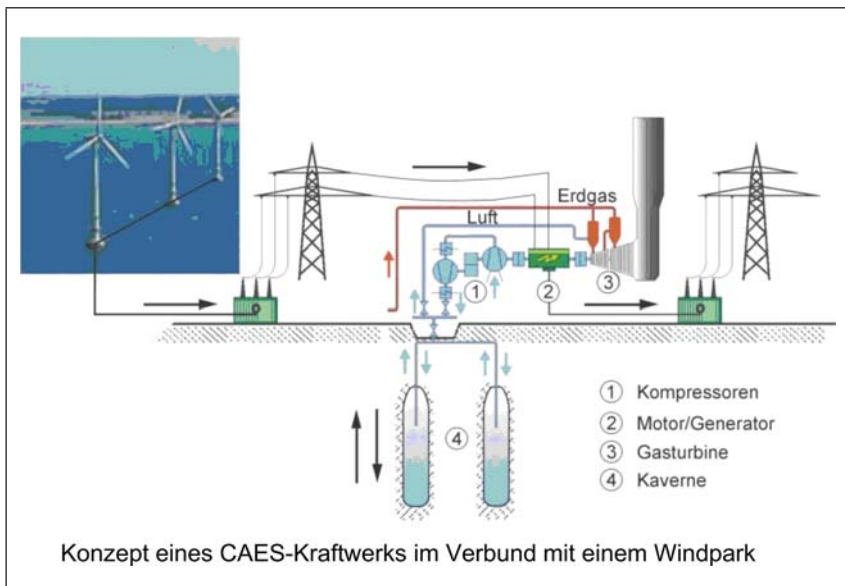 Erdgas
Luft
①
②
③
④
① Kompressoren
② Motor/Generator
③ Gasturbine
④ Kaverne
Konzept eines CAES-Kraftwerks im Verbund mit einem Windpark